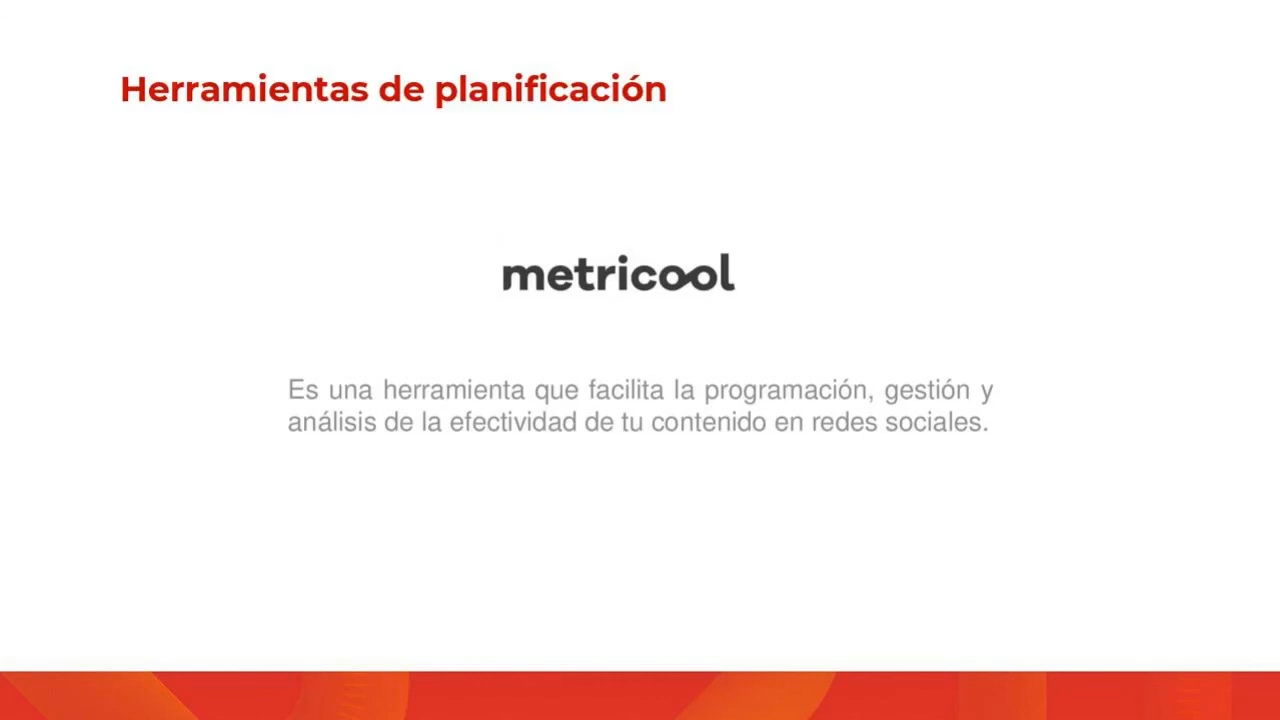 Herramientas de planificación
metricool
Es una herramienta que facilita la programación, gestión y
análisis de la efectividad de tu contenido en redes sociales.